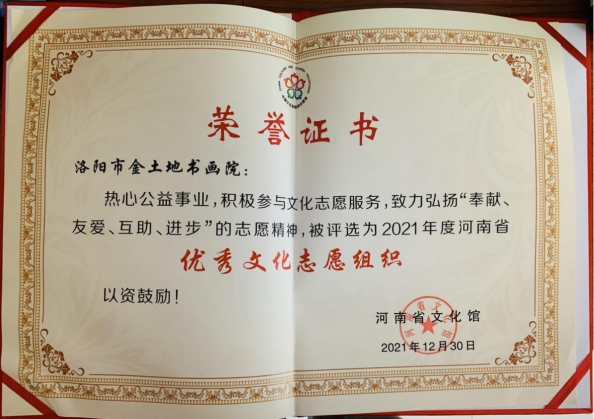 荣誉证书
洛阳市金土地书画院：
热心公益事业，积极参与文化志愿服务，致力弘扬“奉献、
友爱、互助、进步”的志愿精神，被评选为2021年度河南省
优秀文化志愿组织
以资鼓励！
河南省文化馆
2021年12月30日